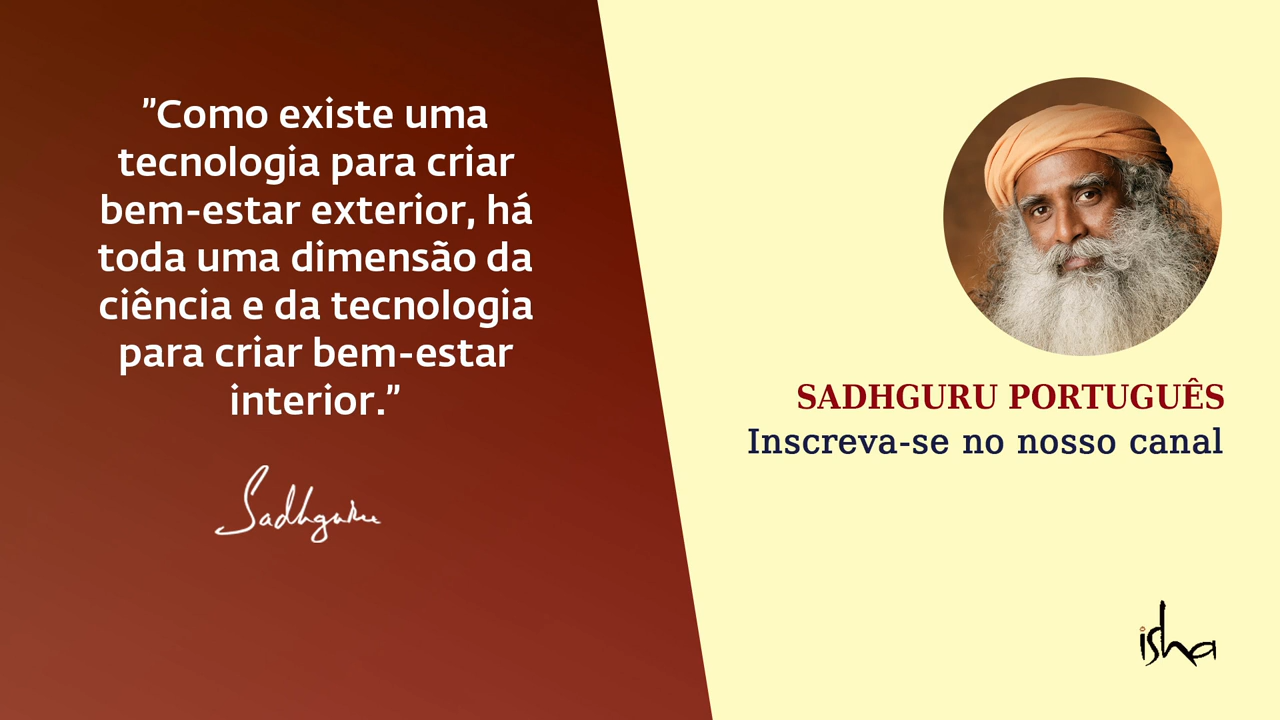 ”Como existe uma
tecnologia para criar
bem-estar exterior, há
toda uma dimensão da
ciência e da tecnologia
para criar bem-estar
interior.”
Sadhguru
SADHGURU PORTUGUÊS
Inscreva-se no nosso canal
isha